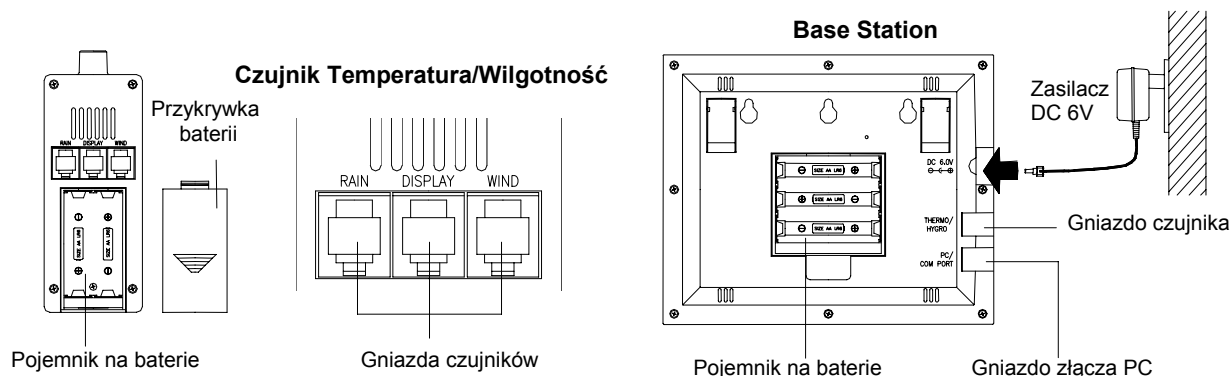 Base Station
Czujnik Temperatura/Wilgotność
Przykrywka
baterii
Zasilacz
DC 6V
RAIN DISPLAY WIND
RAIN DISPLAY WIND
DC 6.0V
SIZE AA LR6
SIZE AA LR6
SIZE AA LR6
SIZE AA LR6
SIZE AA LR6
THERMO/
HYGRO
Gniazdo czujnika
PC/
COM PORT
Pojemnik na baterie
Gniazda czujników
Pojemnik na baterie
Gniazdo złącza PC